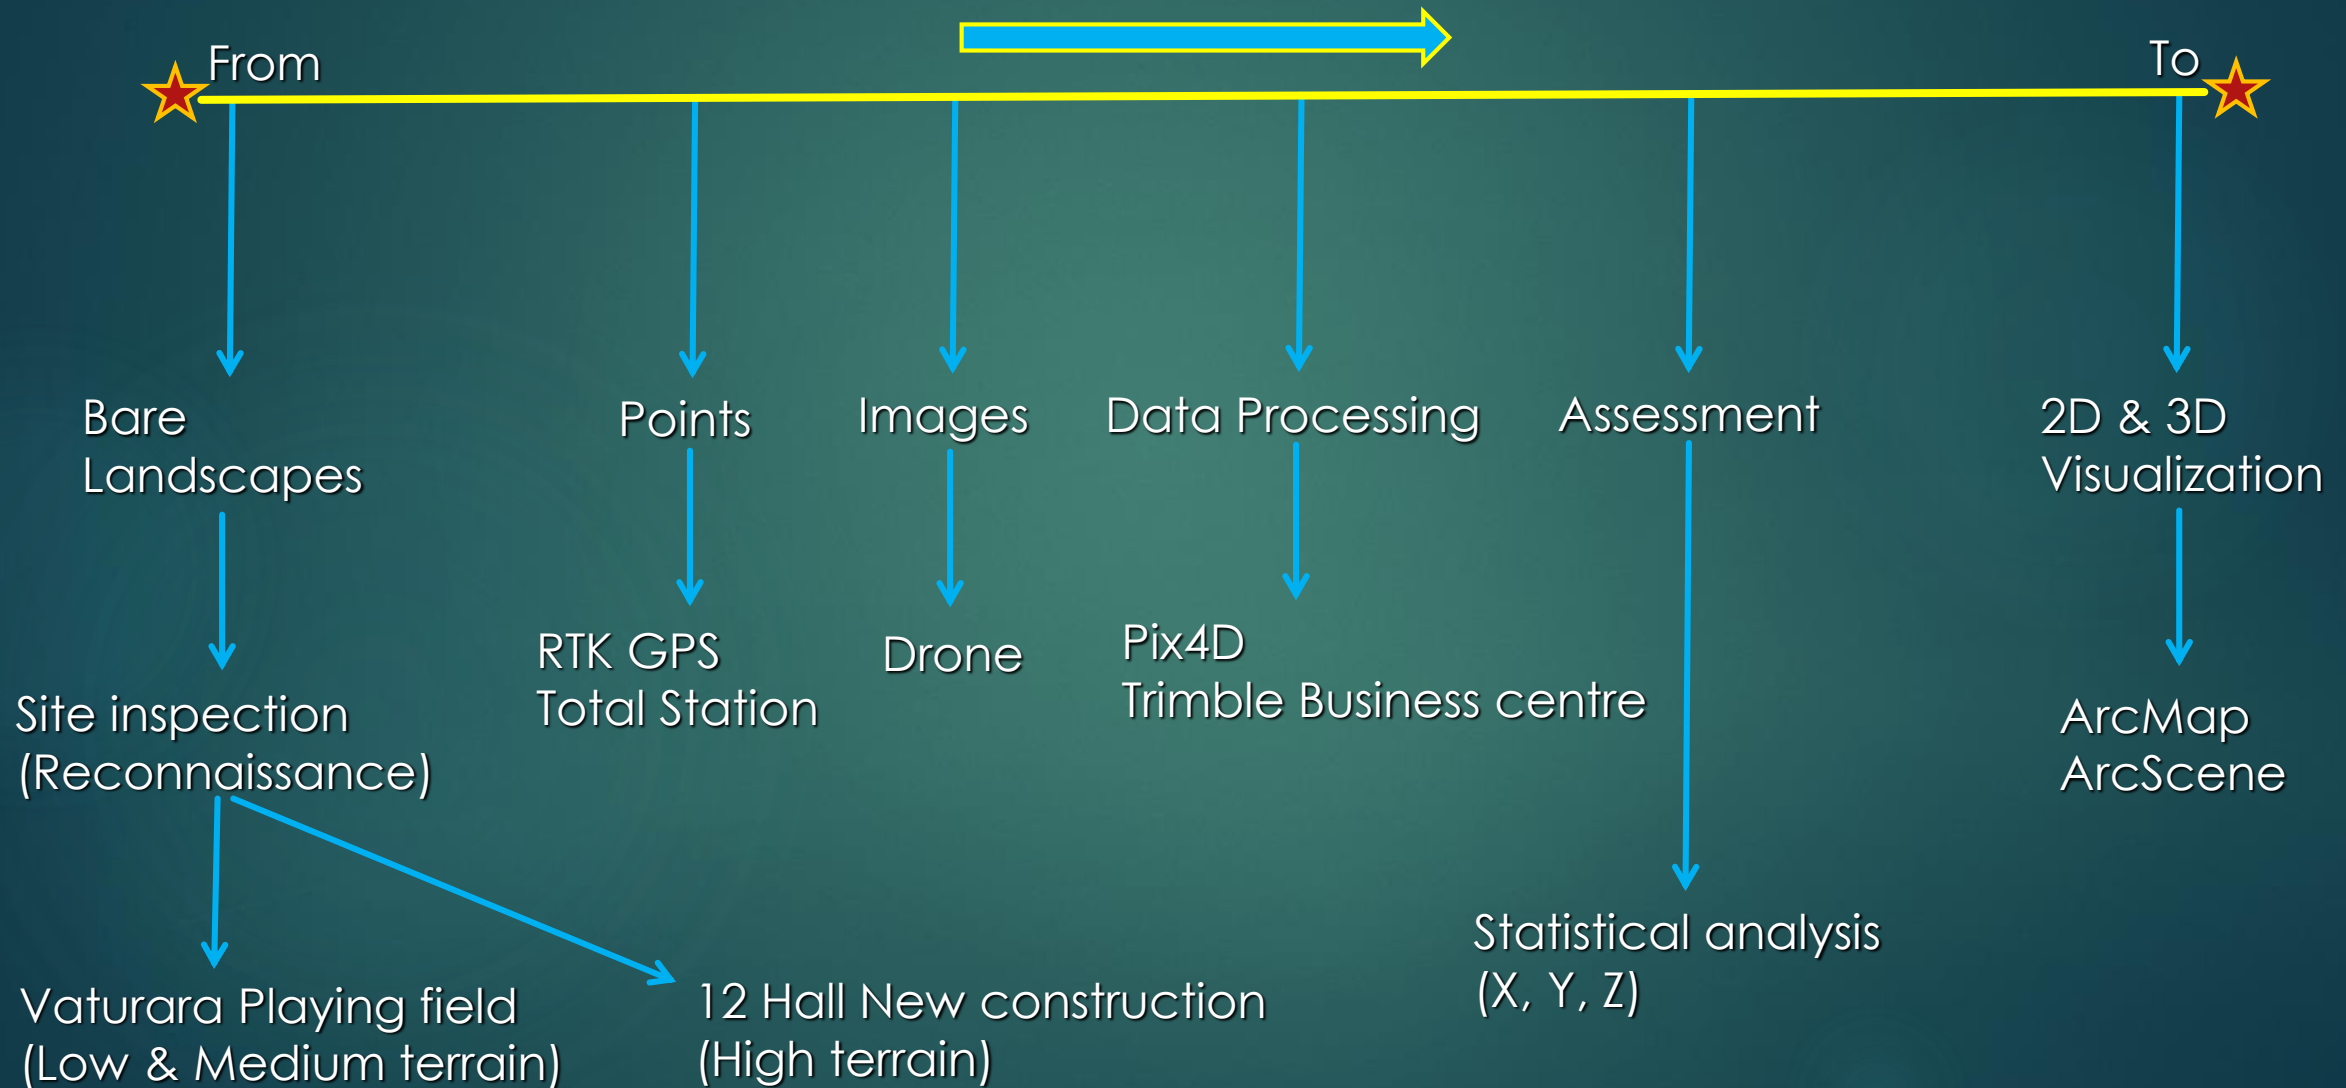 From
To
Bare
Landscapes
Points
Images
Data Processing
Assessment
2D & 3D
Visualization
Site inspection
(Reconnaissance)
RTK GPS
Total Station
Drone
Pix4D
Trimble Business centre
ArcMap
ArcScene
Vaturara Playing field
(Low & Medium terrain)
12 Hall New construction
(High terrain)
Statistical analysis
(X, Y, Z)